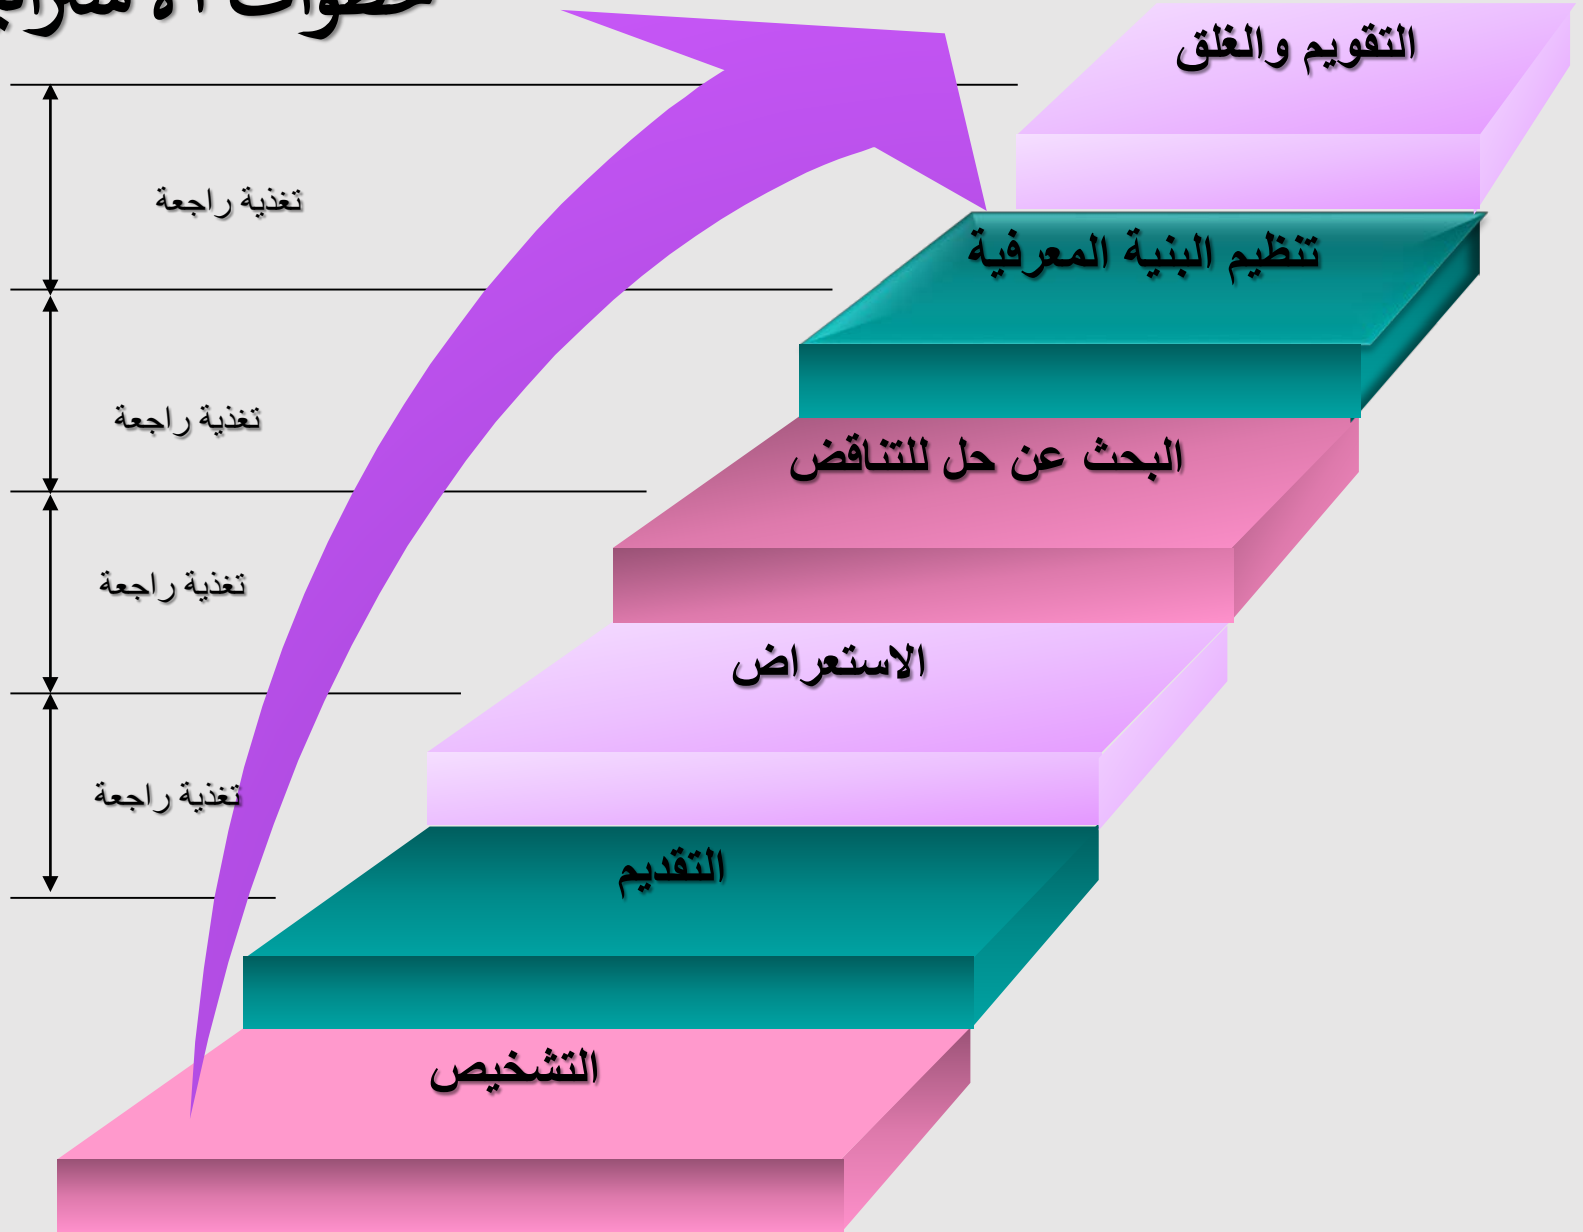 خطوات
التقويم والغلق
تغذية راجعة
تنظيم البنية المعرفية
تغذية راجعة
البحث عن حل للتناقض
تغذية راجعة
الاستعراض
تغذية راجعة
التقديم
التشخيص